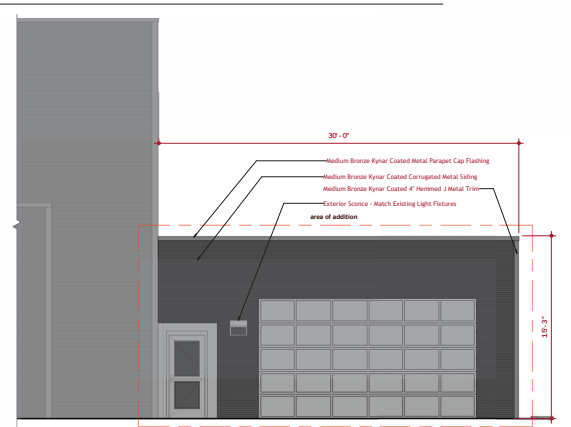 30' - 0"
Medium Bronze Kynar Coated Metal Parapet Cap Flashing
Medium Bronze Kynar Coated Corrugated Metal Siding
Medium Bronze Kynar Coated 4" Hemmed J Metal Trim
Exterior Sconce - Match Existing Light Fixtures
area of addition
15' - 3"